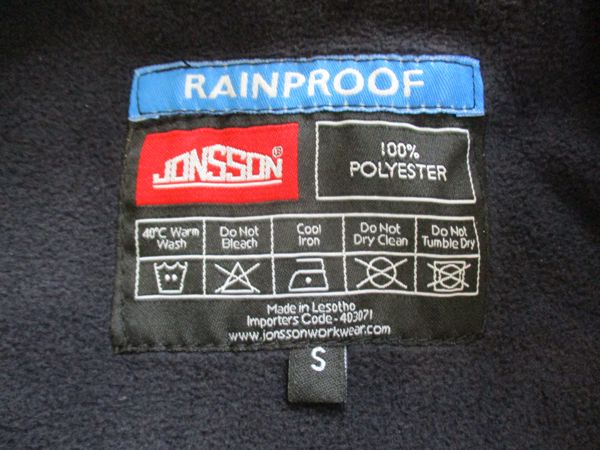 RAINPROOF
JONSSON®
100%
POLYESTER
40°C Warm
Wash
Do Not
Bleach
Cool
Iron
Do Not
Dry Clean
Do Not
Tumble Dry
Made in Lesotho
Importers Code - 403071
www.jonssonworkwear.com
S